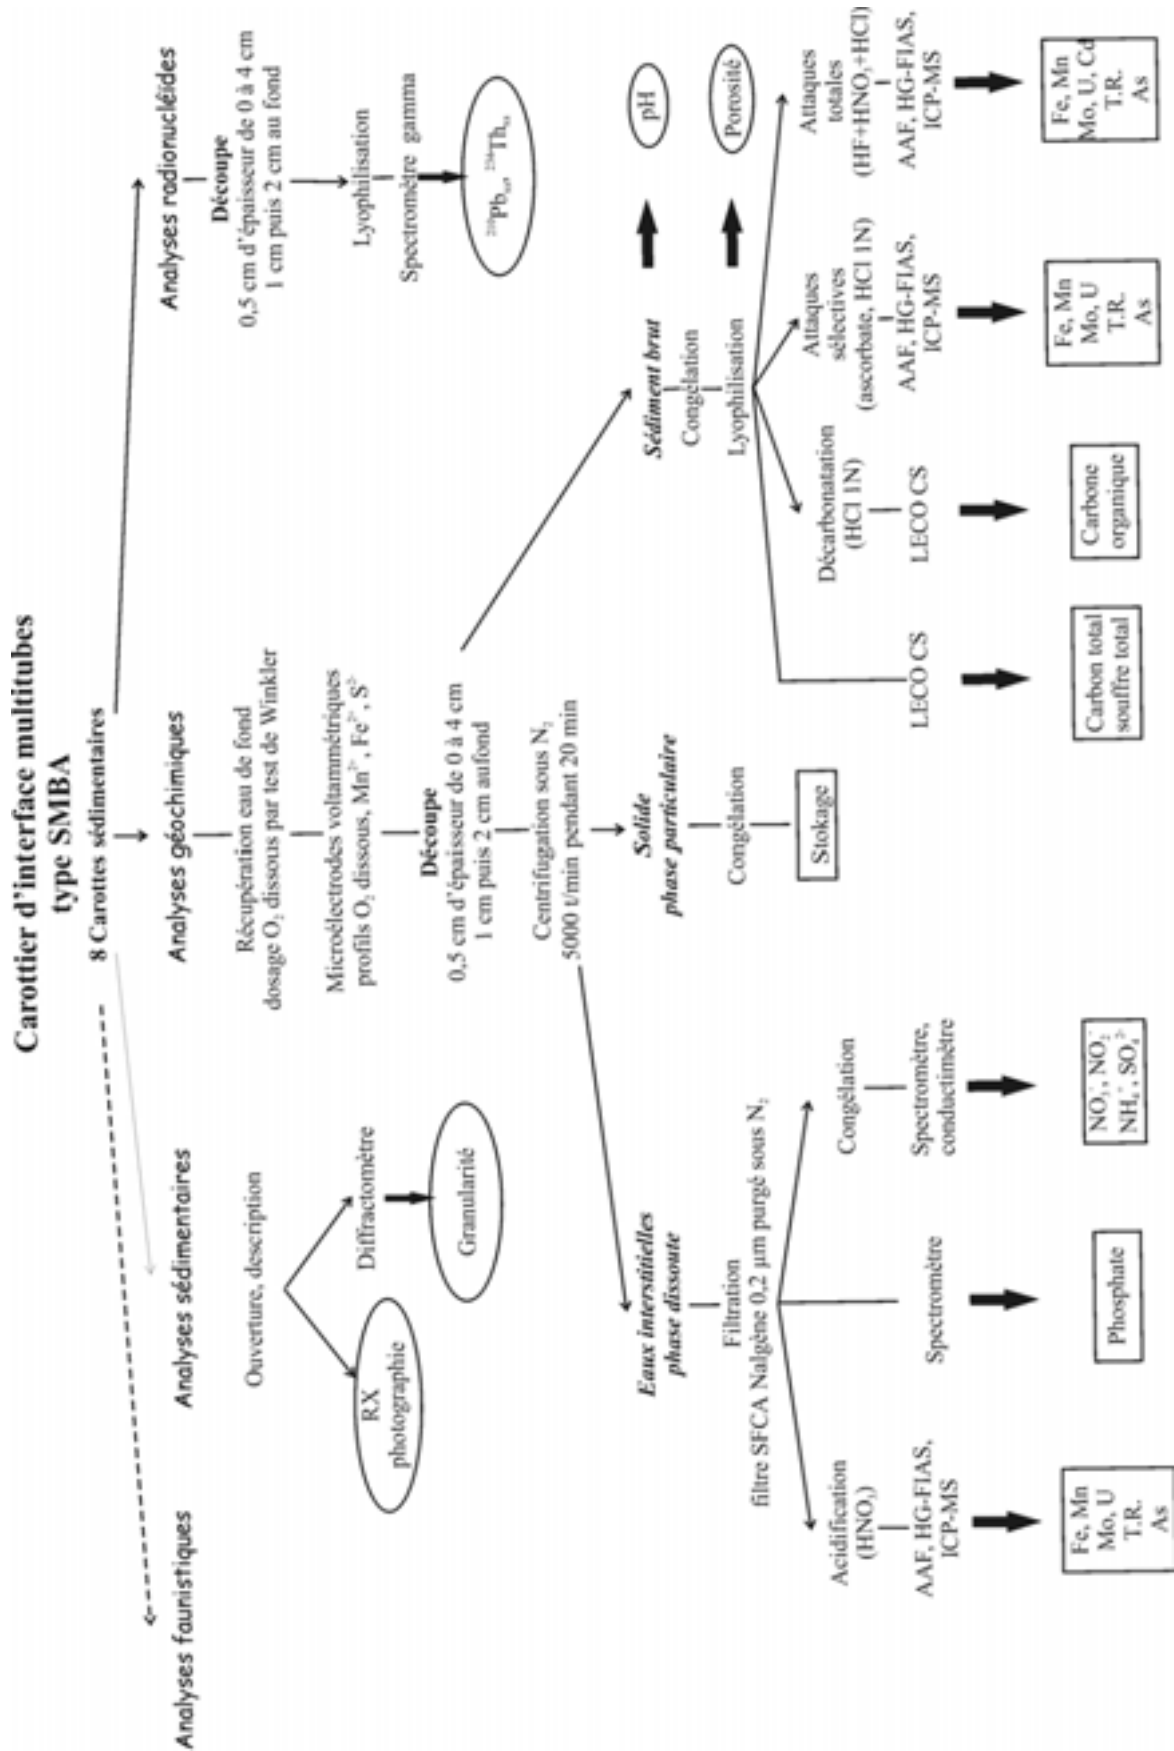 Carottier d'interface multitubes
type SMBA
8 Carottes sédimentaires
Analyses faunistiques
Analyses sédimentaires
Ouverture, description
RX
photographie
Diffractomètre
Granularité
Analyses géochimiques
Récupération eau de fond
dosage O₂ dissous par test de Winkler
Microélectrodes voltammétriques
profils O₂ dissous, Mn²⁺, Fe²⁺, S²⁻
Découpe
0,5 cm d'épaisseur de 0 à 4 cm
1 cm puis 2 cm aufond
Centrifugation sous N₂
5000 t/min pendant 20 min
Analyses radionucléides
Découpe
0,5 cm d'épaisseur de 0 à 4 cm
1 cm puis 2 cm au fond
Lyophilisation
Spectromètre gamma
²¹⁰Pbₓₛ, ²³⁴Thₓₛ
Eaux interstitielles
phase dissoute
Filtration
filtre SFCA Nalgène 0,2 µm purgé sous N₂
Acidification
(HNO₃)
AAF, HG-FIAS,
ICP-MS
Fe, Mn
Mo, U
T.R.
As
Spectromètre
Phosphate
Congélation
Spectromètre,
conductimètre
NO₃⁻, NO₂⁻
NH₄⁺, SO₄²⁻
Solide
phase particulaire
Congélation
Stokage
Sédiment brut
Congélation
Lyophilisation
pH
Porosité
LECO CS
Carbon total
souffre total
Décarbonatation
(HCl 1N)
LECO CS
Carbone
organique
Attaques
sélectives
(ascorbate, HCl 1N)
AAF, HG-FIAS,
ICP-MS
Fe, Mn
Mo, U
T.R.
As
Attaques
totales
(HF+HNO₃+HCl)
AAF, HG-FIAS,
ICP-MS
Fe, Mn
Mo, U, Cd
T.R.
As